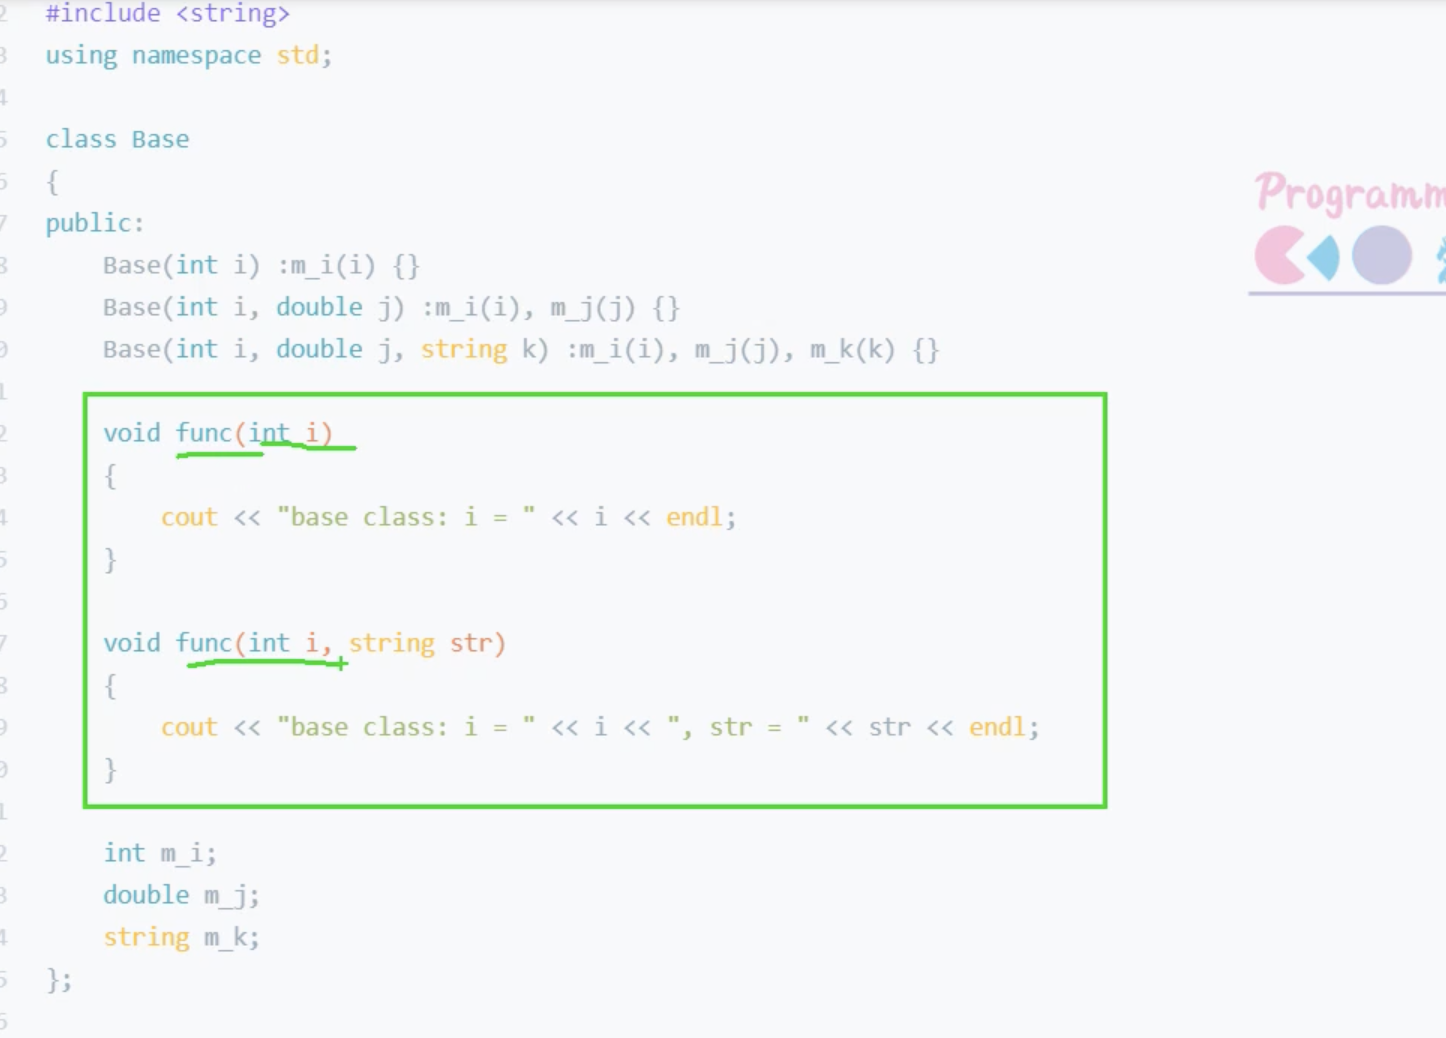 2 #include <string>
3 using namespace std;
4
5 class Base
6 {
7 public:
8 Base(int i) :m_i(i) {}
9 Base(int i, double j) :m_i(i), m_j(j) {}
0 Base(int i, double j, string k) :m_i(i), m_j(j), m_k(k) {}
1
2 void func(int i)
3 {
4 cout << "base class: i = " << i << endl;
5 }
6
7 void func(int i, string str)
8 {
9 cout << "base class: i = " << i << ", str = " << str << endl;
0 }
1
2 int m_i;
3 double m_j;
4 string m_k;
5 };
6
Programm